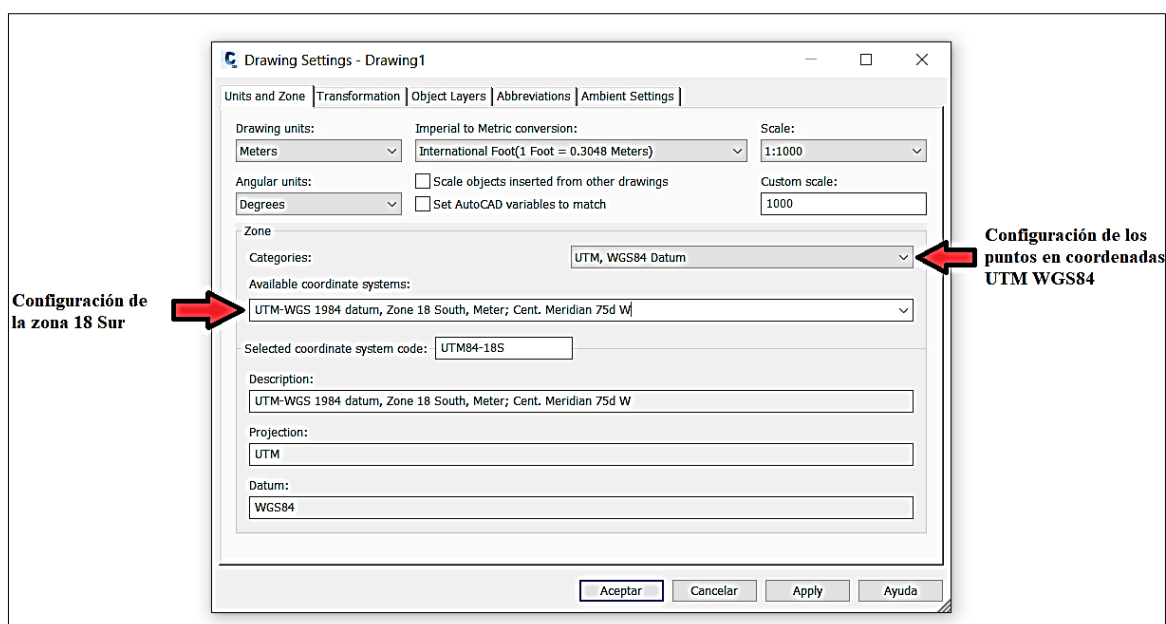 Drawing Settings - Drawing1
Units and Zone Transformation Object Layers Abbreviations Ambient Settings
Drawing units: Imperial to Metric conversion: Scale:
Meters International Foot(1 Foot = 0.3048 Meters) 1:1000
Angular units: Scale objects inserted from other drawings Custom scale:
Degrees Set AutoCAD variables to match 1000
Zone
Categories: UTM, WGS84 Datum
Configuración de los
puntos en coordenadas
UTM WGS84
Available coordinate systems:
Configuración de
la zona 18 Sur
UTM-WGS 1984 datum, Zone 18 South, Meter; Cent. Meridian 75d W
Selected coordinate system code: UTM84-18S
Description:
UTM-WGS 1984 datum, Zone 18 South, Meter; Cent. Meridian 75d W
Projection:
UTM
Datum:
WGS84
Aceptar Cancelar Apply Ayuda